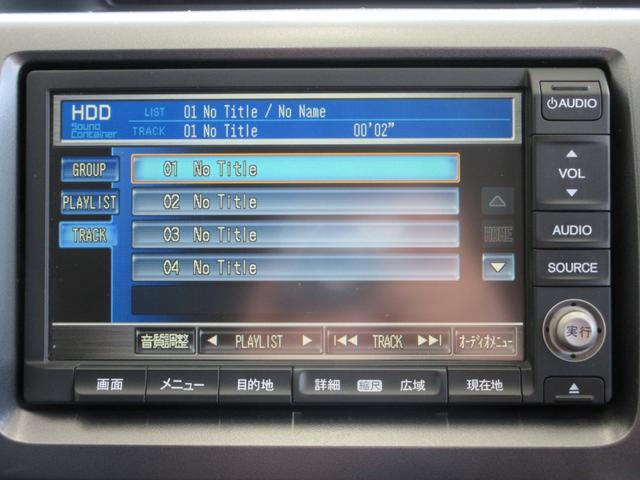 HDD Sound Container
LIST 01 No Title / No Name
TRACK 01 No Title 00'02"
GROUP
PLAYLIST
TRACK
01 No Title
02 No Title
03 No Title
04 No Title
HOME
音質調整
◀ PLAYLIST ▶
I◀◀ TRACK ▶▶I
オーディオメニュー
AUDIO
VOL
AUDIO
SOURCE
実行
画面
メニュー
目的地
詳細 縮尺 広域
現在地